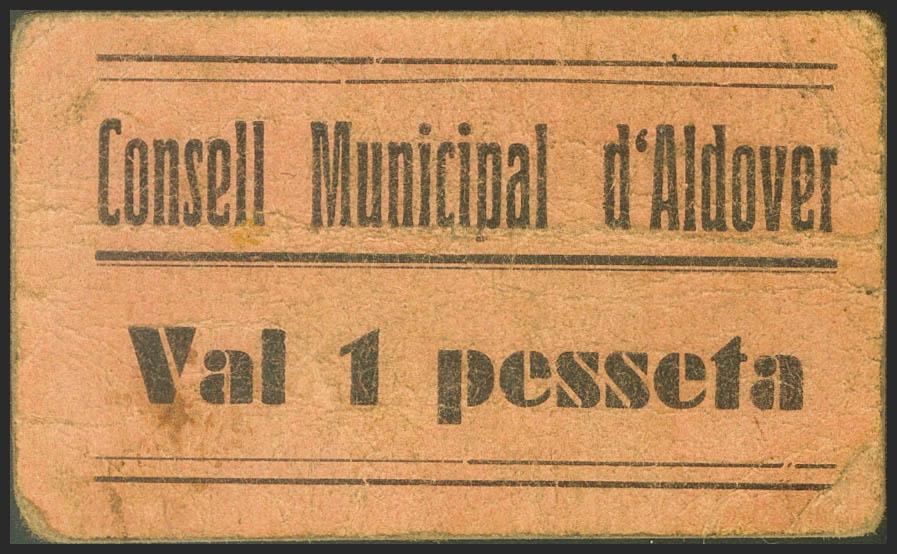 Consell Municipal d‘Aldover
Val 1 pesseta